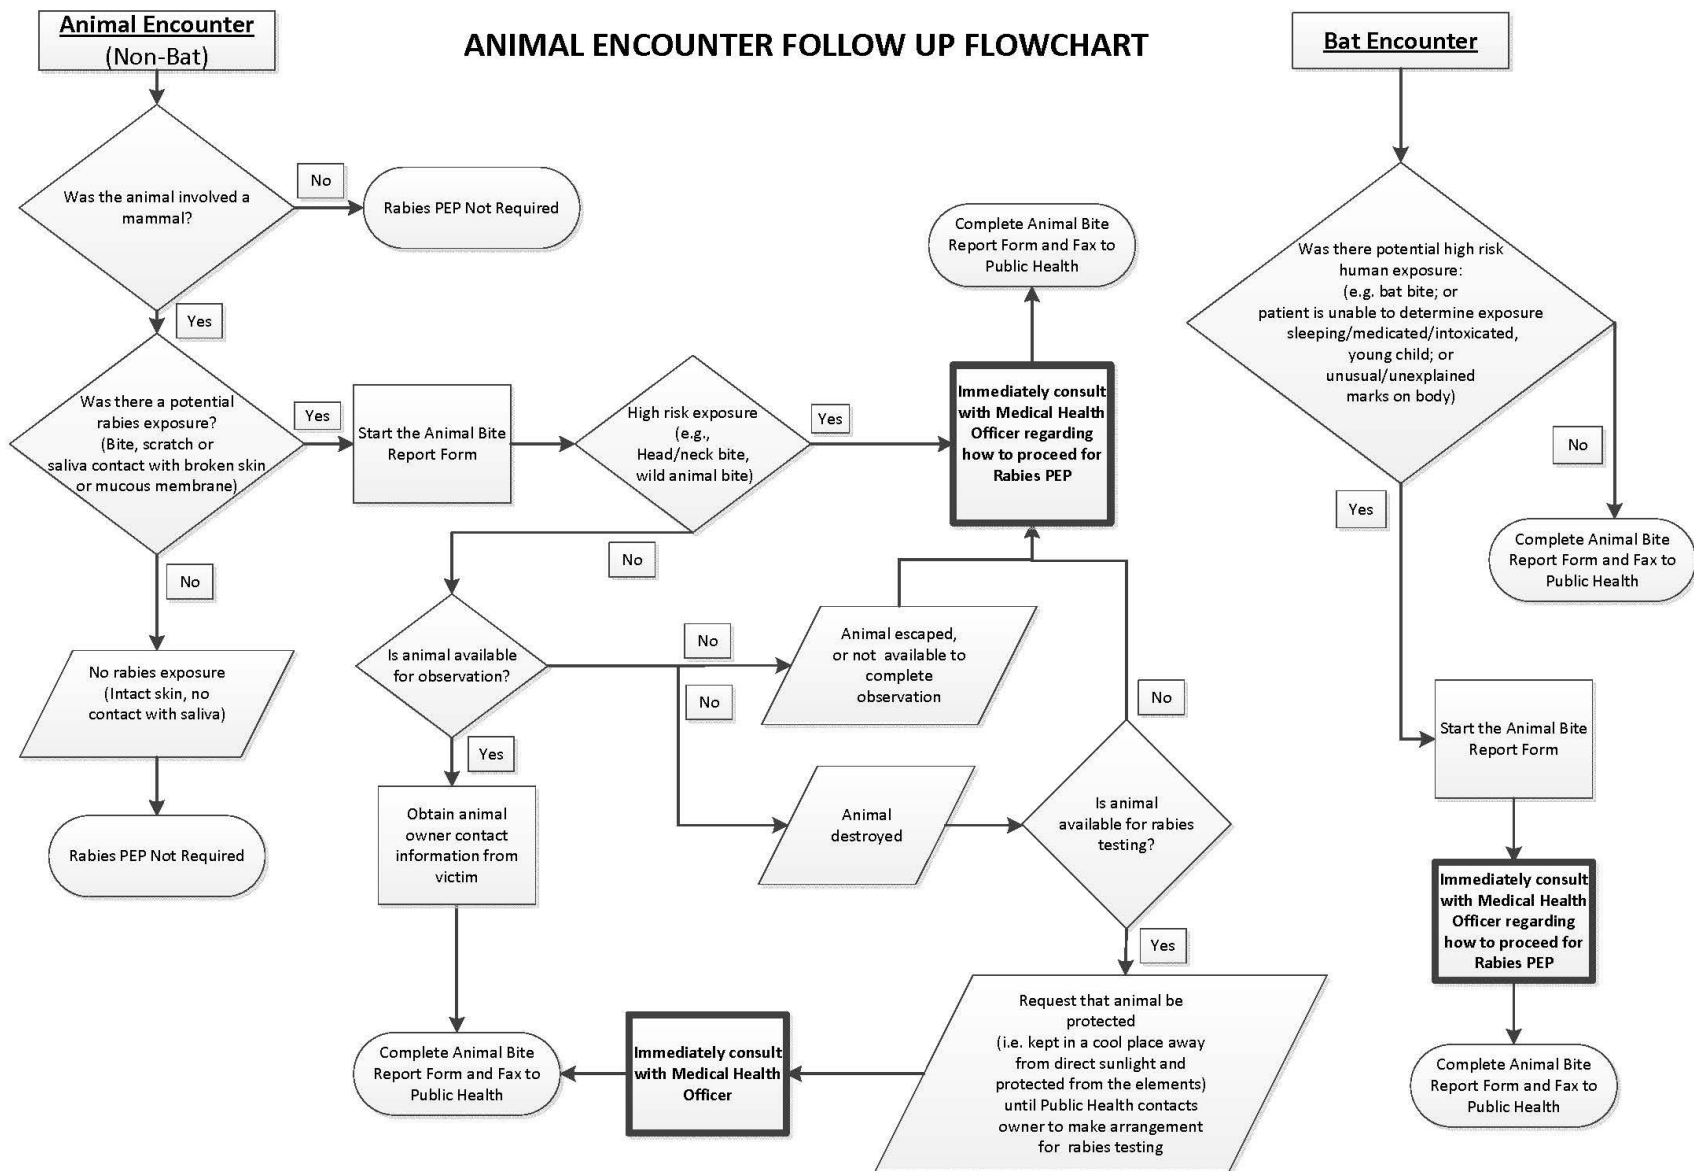 ANIMAL ENCOUNTER FOLLOW UP FLOWCHART
Animal Encounter
(Non-Bat)
Was the animal involved a
mammal?
No
Rabies PEP Not Required
Yes
Was there a potential
rabies exposure?
(Bite, scratch or
saliva contact with broken skin
or mucous membrane)
Yes
Start the Animal Bite
Report Form
High risk exposure
(e.g.,
Head/neck bite,
wild animal bite)
Yes
Immediately consult
with Medical Health
Officer regarding
how to proceed for
Rabies PEP
Complete Animal Bite
Report Form and Fax to
Public Health
No
No rabies exposure
(Intact skin, no
contact with saliva)
Rabies PEP Not Required
No
Is animal available
for observation?
No
Animal escaped,
or not available to
complete
observation
No
Animal
destroyed
Is animal
available for rabies
testing?
No
Yes
Request that animal be
protected
(i.e. kept in a cool place away
from direct sunlight and
protected from the elements)
until Public Health contacts
owner to make arrangement
for rabies testing
Immediately consult
with Medical Health
Officer
Yes
Obtain animal
owner contact
information from
victim
Complete Animal Bite
Report Form and Fax to
Public Health
Bat Encounter
Was there potential high risk
human exposure:
(e.g. bat bite; or
patient is unable to determine exposure
sleeping/medicated/intoxicated,
young child; or
unusual/unexplained
marks on body)
No
Complete Animal Bite
Report Form and Fax to
Public Health
Yes
Start the Animal Bite
Report Form
Immediately consult
with Medical Health
Officer regarding
how to proceed for
Rabies PEP
Complete Animal Bite
Report Form and Fax to
Public Health